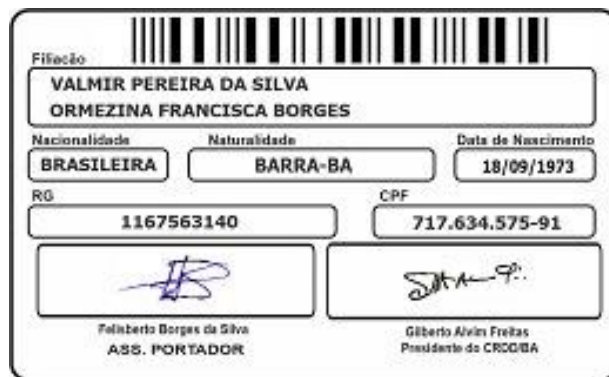 Filiação
VALMIR PEREIRA DA SILVA
ORMEZINA FRANCISCA BORGES
Nacionalidade Naturalidade Data de Nascimento
BRASILEIRA BARRA-BA 18/09/1973
RG CPF
1167563140 717.634.575-91
Felisberto Borges da Silva Gilberto Alvim Freitas
ASS. PORTADOR Presidente do CRDD/BA